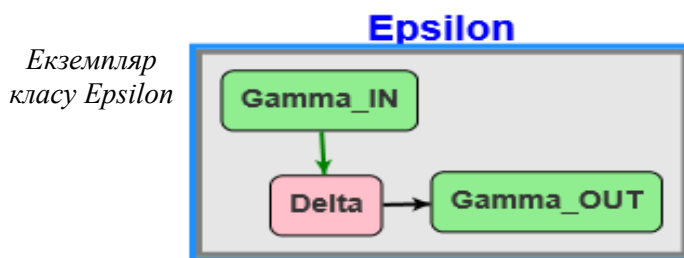 Epsilon
Екземпляр
класу Epsilon
Gamma_IN
Delta
Gamma_OUT